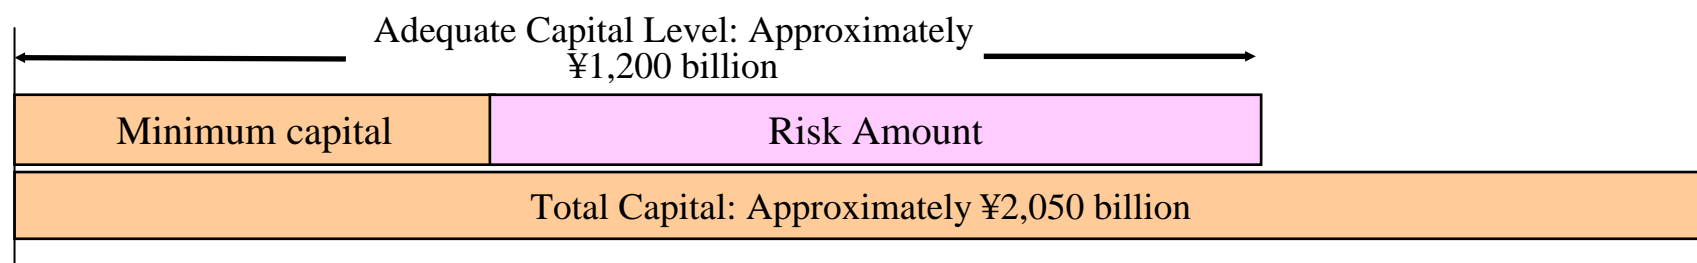 Adequate Capital Level: Approximately
¥1,200 billion
Minimum capital
Risk Amount
Total Capital: Approximately ¥2,050 billion